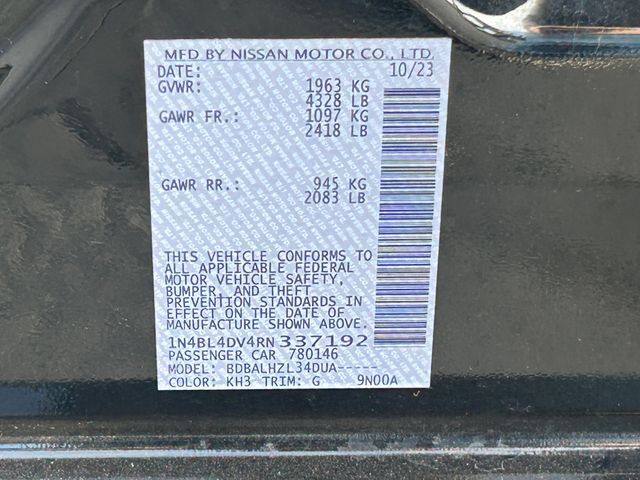 MFD BY NISSAN MOTOR CO., LTD.
DATE: 10/23
GVWR: 1963 KG
4328 LB
GAWR FR.: 1097 KG
2418 LB
GAWR RR.: 945 KG
2083 LB
THIS VEHICLE CONFORMS TO
ALL APPLICABLE FEDERAL
MOTOR VEHICLE SAFETY,
BUMPER, AND THEFT
PREVENTION STANDARDS IN
EFFECT ON THE DATE OF
MANUFACTURE SHOWN ABOVE.
1N4BL4DV4RN337192
PASSENGER CAR 780146
MODEL: BDBALHZL34DUA-----
COLOR: KH3 TRIM: G 9N00A